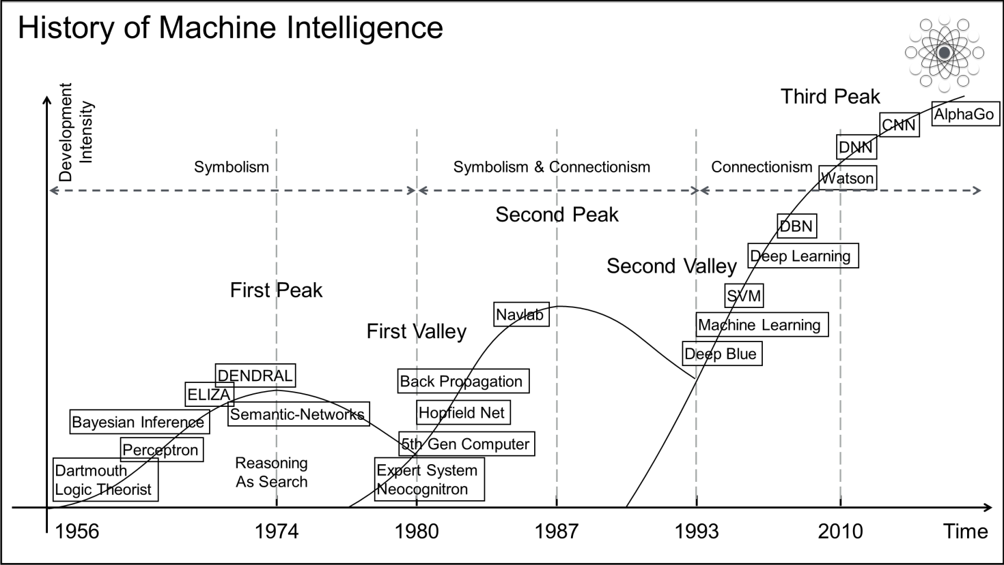 History of Machine Intelligence
Development
Intensity
Third Peak
AlphaGo
CNN
DNN
Symbolism
Symbolism & Connectionism
Connectionism
Watson
Second Peak
DBN
Deep Learning
Second Valley
First Peak
SVM
Navlab
First Valley
Machine Learning
Deep Blue
DENDRAL
Back Propagation
ELIZA
Semantic-Networks
Hopfield Net
Bayesian Inference
Perceptron
5th Gen Computer
Dartmouth
Logic Theorist
Reasoning
As Search
Expert System
Neocognitron
1956
1974
1980
1987
1993
2010
Time